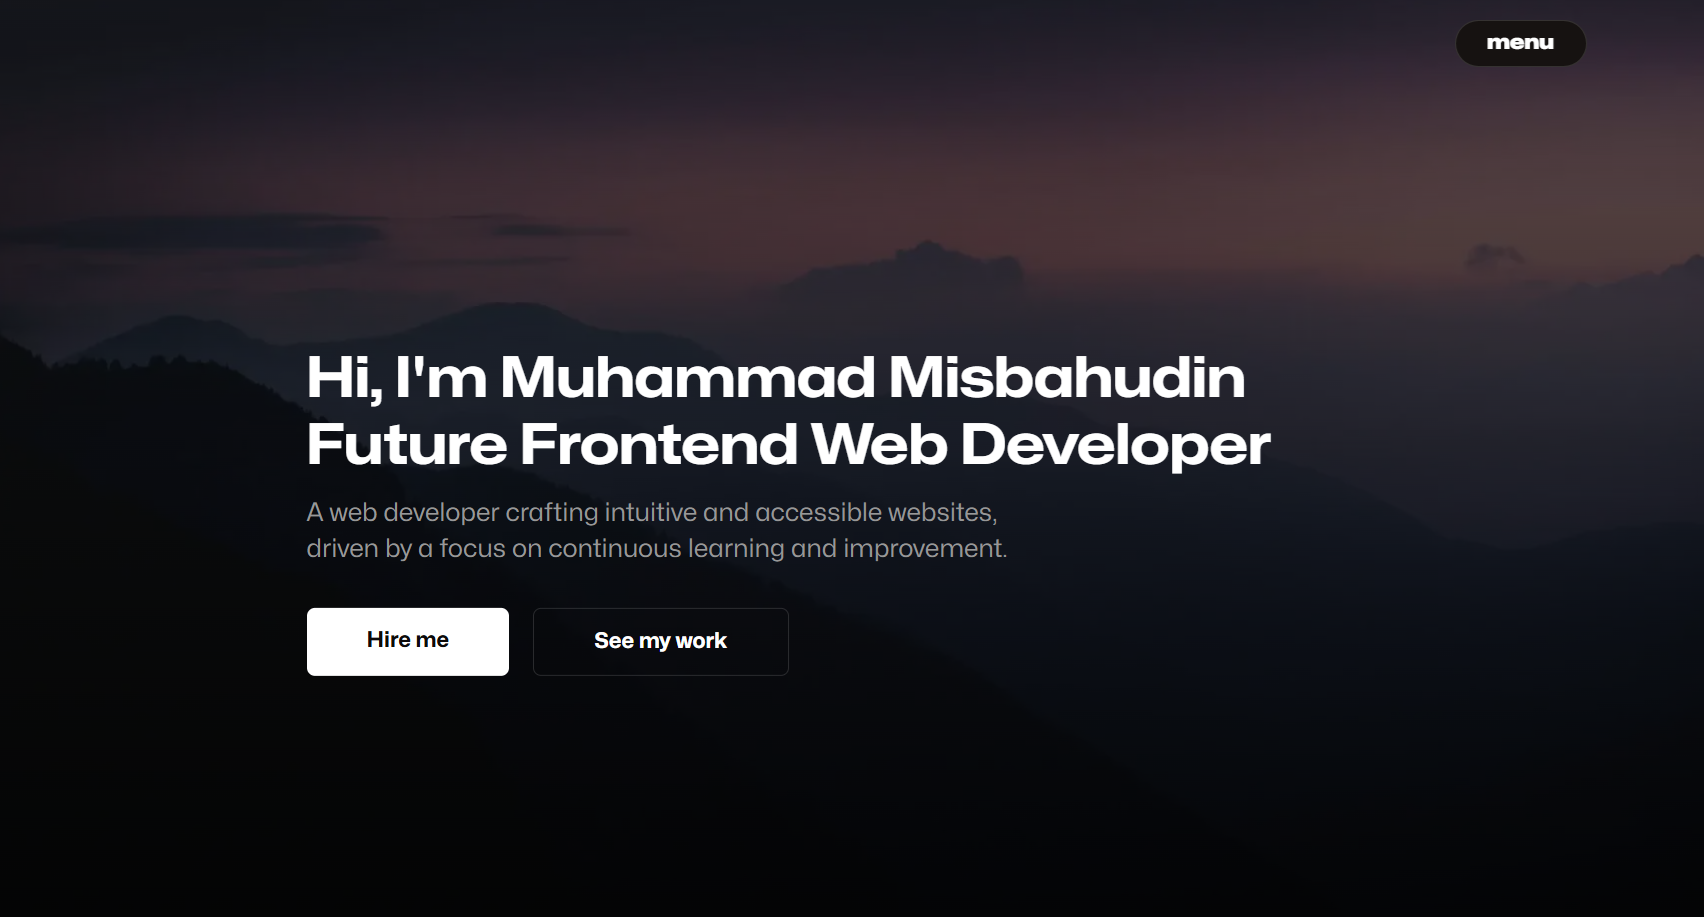 menu
Hi, I'm Muhammad Misbahudin
Future Frontend Web Developer
A web developer crafting intuitive and accessible websites,
driven by a focus on continuous learning and improvement.
Hire me
See my work